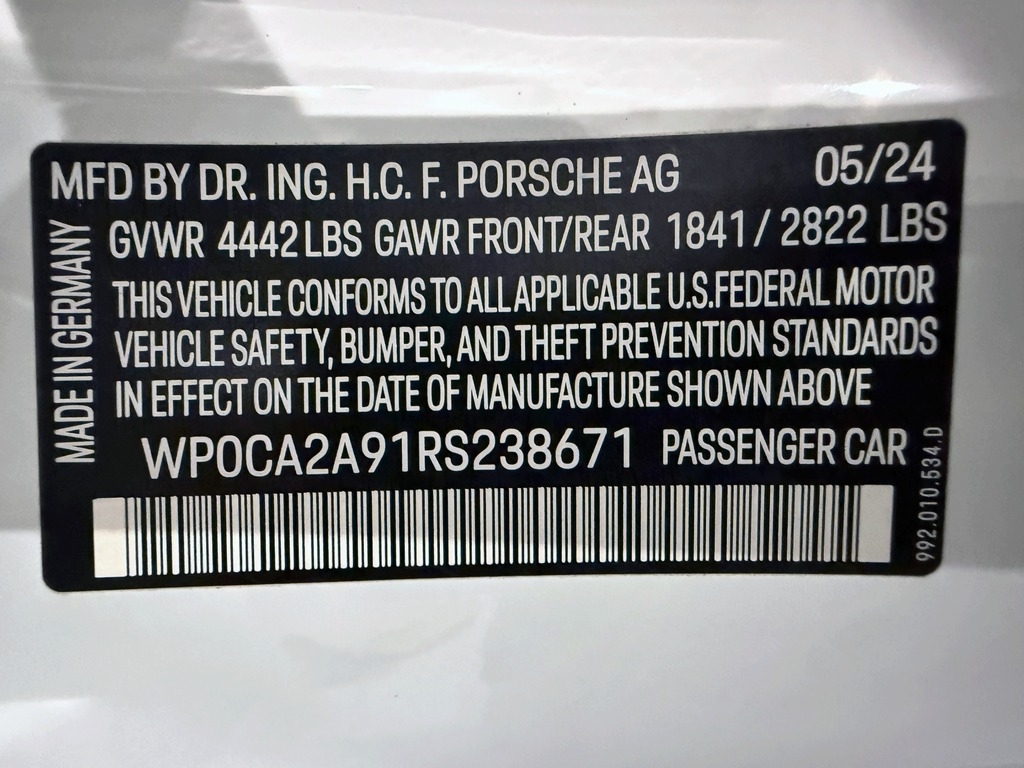 MFD BY DR. ING. H.C. F. PORSCHE AG 05/24
GVWR 4442 LBS GAWR FRONT/REAR 1841 / 2822 LBS
THIS VEHICLE CONFORMS TO ALL APPLICABLE U.S.FEDERAL MOTOR
VEHICLE SAFETY, BUMPER, AND THEFT PREVENTION STANDARDS
IN EFFECT ON THE DATE OF MANUFACTURE SHOWN ABOVE
WP0CA2A91RS238671 PASSENGER CAR
MADE IN GERMANY
992.010.534.D